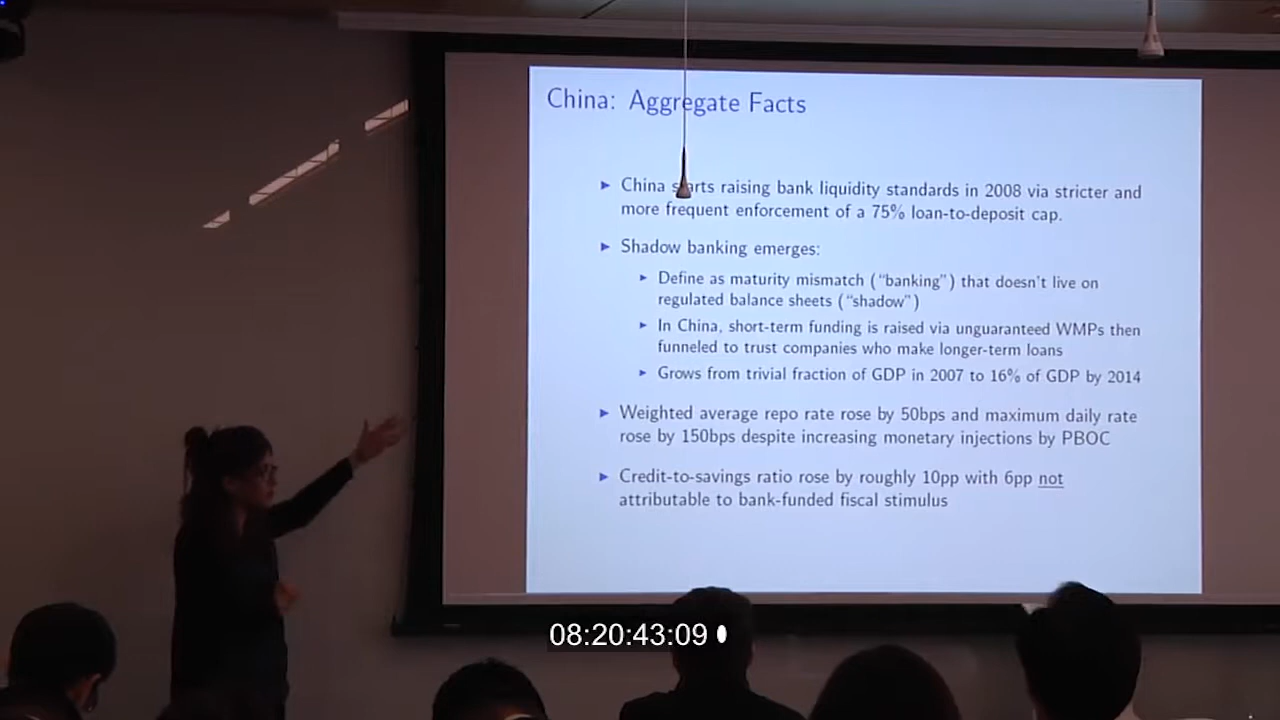 China: Aggregate Facts
China starts raising bank liquidity standards in 2008 via stricter and
more frequent enforcement of a 75% loan-to-deposit cap.
Shadow banking emerges:
Define as maturity mismatch (“banking”) that doesn't live on
regulated balance sheets (“shadow”)
In China, short-term funding is raised via unguaranteed WMPs then
funneled to trust companies who make longer-term loans
Grows from trivial fraction of GDP in 2007 to 16% of GDP by 2014
Weighted average repo rate rose by 50bps and maximum daily rate
rose by 150bps despite increasing monetary injections by PBOC
Credit-to-savings ratio rose by roughly 10pp with 6pp not
attributable to bank-funded fiscal stimulus
08:20:43:09